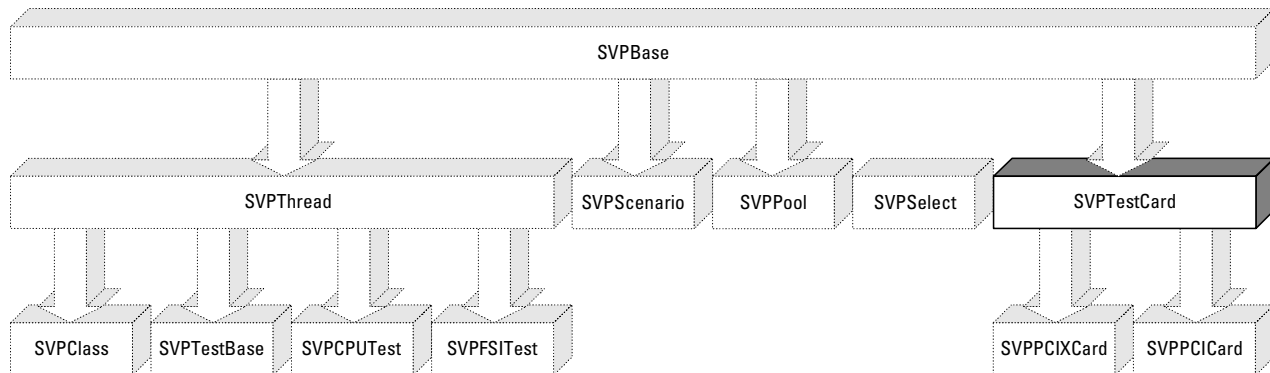 SVPBase
SVPThread
SVPScenario
SVPPool
SVPSelect
SVPTestCard
SVPClass
SVPTestBase
SVPCPUTest
SVPFSITest
SVPPCIXCard
SVPPCICard